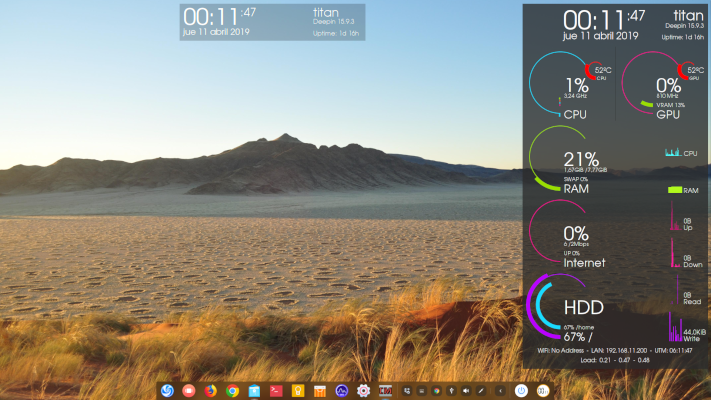 00:11:47 titan
Deepin 15.9.3
jue 11 abril 2019 Uptime: 1d 16h
00:11:47 titan
Deepin 15.9.3
jue 11 abril 2019 Uptime: 1d 16h
52ºC
CPU
1%
3,24 GHz
CPU
52ºC
GPU
0%
810 MHz
VRAM 13%
GPU
21%
1,67GiB /7,77GiB
SWAP 0%
RAM
CPU
RAM
0%
6 /2Mbps
UP 0%
Internet
0B
Up
0B
Down
HDD
67% /home
67% /
0B
Read
44.0KiB
Write
WiFi: No Address - LAN: 192.168.11.200 - UTM: 06:11:47
Load: 0.21 - 0.47 - 0.48